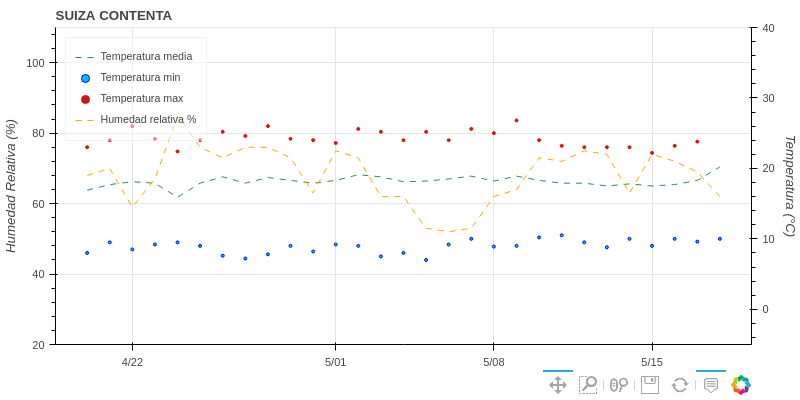 SUIZA CONTENTA
Temperatura media
Temperatura min
Temperatura max
Humedad relativa %
Humedad Relativa (%)
100
80
60
40
20
Temperatura (°C)
40
30
20
10
0
4/22
5/01
5/08
5/15